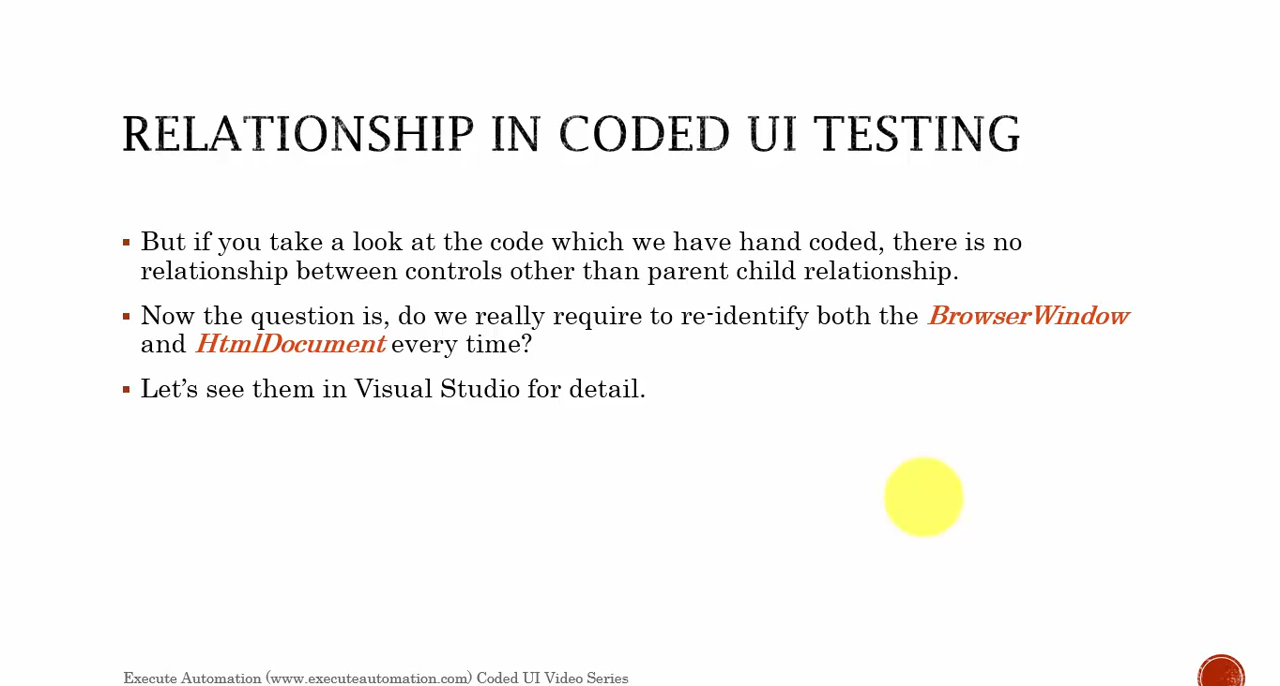 RELATIONSHIP IN CODED UI TESTING
▪ But if you take a look at the code which we have hand coded, there is no
relationship between controls other than parent child relationship.
▪ Now the question is, do we really require to re-identify both the BrowserWindow
and HtmlDocument every time?
▪ Let's see them in Visual Studio for detail.
Execute Automation (www.executeautomation.com) Coded UI Video Series